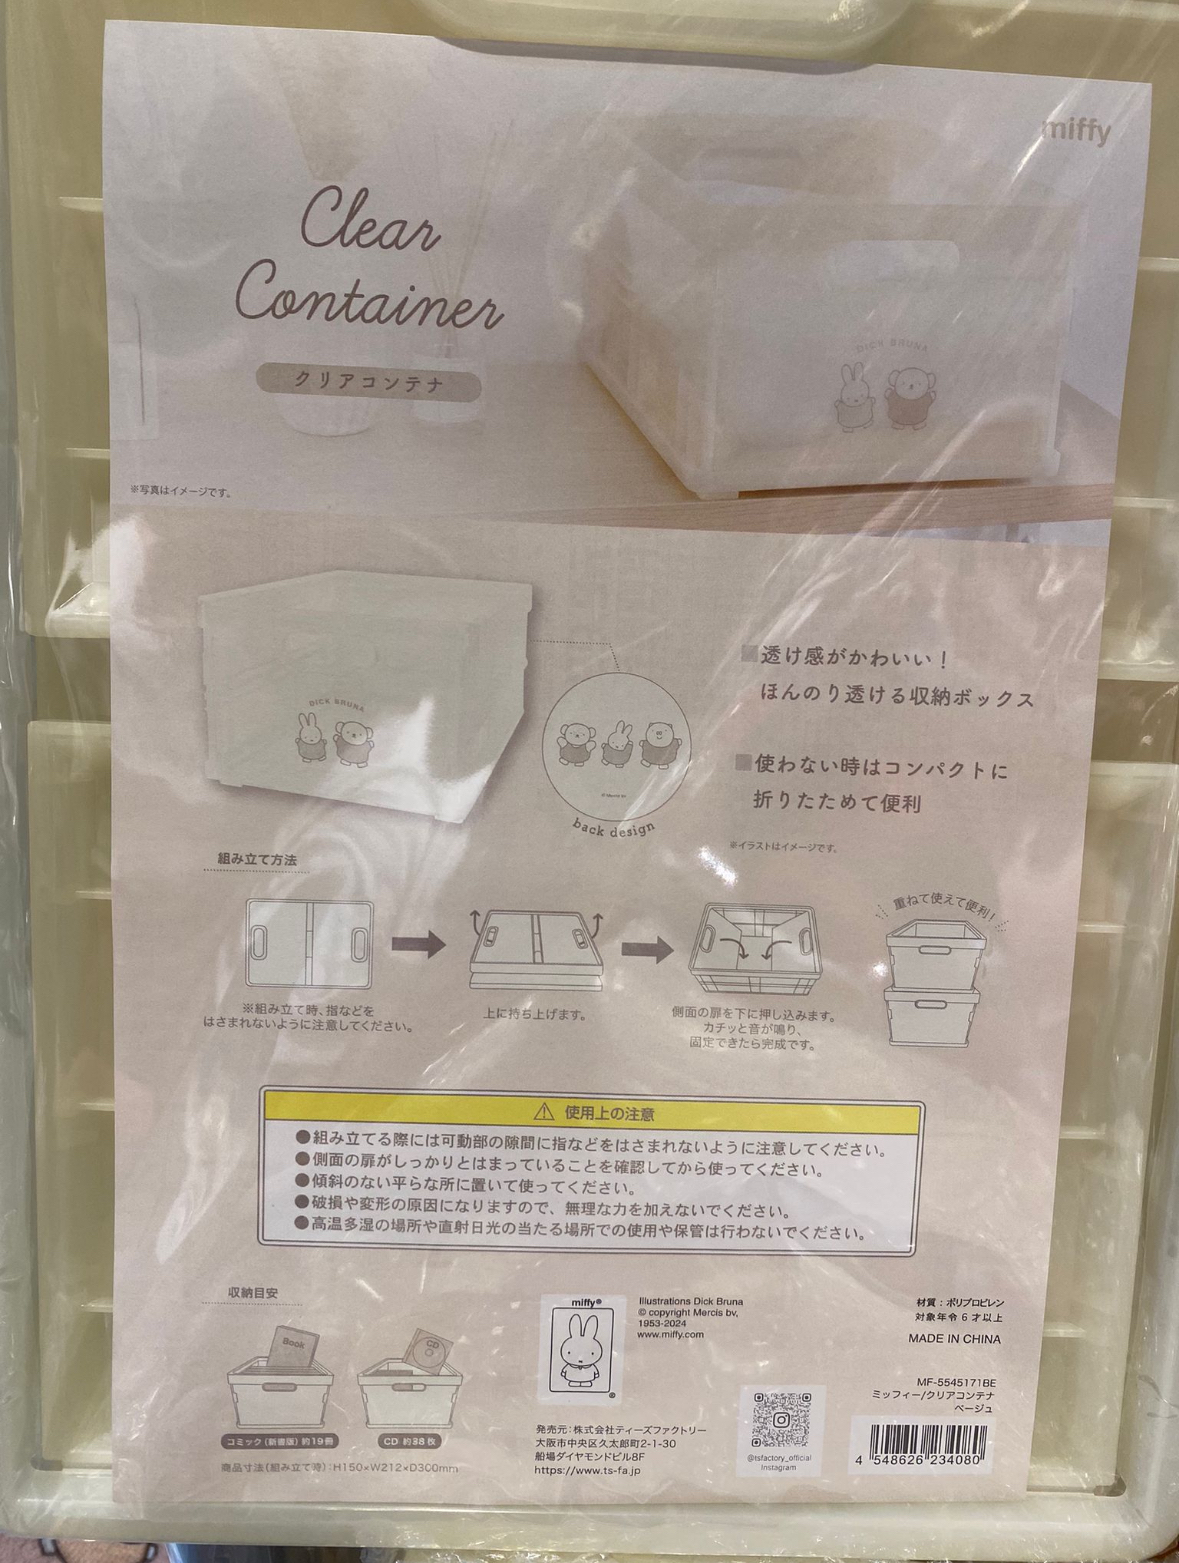 miffy
Clear
Container
クリアコンテナ
DICK BRUNA
※写真はイメージです。
DICK BRUNA
© Mercis bv
back design
■透け感がかわいい！
ほんのり透ける収納ボックス
■使わない時はコンパクトに
折りたためて便利
※イラストはイメージです。
組み立て方法
※組み立て時、指などを
はさまれないように注意してください。
上に持ち上げます。
側面の扉を下に押し込みます。
カチッと音が鳴り、
固定できたら完成です。
重ねて使えて便利！
⚠ 使用上の注意
●組み立てる際には可動部の隙間に指などをはさまれないように注意してください。
●側面の扉がしっかりとはまっていることを確認してから使ってください。
●傾斜のない平らな所に置いて使ってください。
●破損や変形の原因になりますので、無理な力を加えないでください。
●高温多湿の場所や直射日光の当たる場所での使用や保管は行わないでください。
収納目安
Book
コミック（新書版）約19冊
CD
CD 約38枚
商品寸法（組み立て時）：H150×W212×D300mm
miffy®
®
Illustrations Dick Bruna
© copyright Mercis bv,
1953-2024
www.miffy.com
発売元：株式会社ティーズファクトリー
大阪市中央区久太郎町2-1-30
船場ダイヤモンドビル8F
https://www.ts-fa.jp
@tsfactory_official
Instagram
材質：ポリプロピレン
対象年令6才以上
MADE IN CHINA
MF-5545171BE
ミッフィー/クリアコンテナ
ベージュ
4 548626 234080